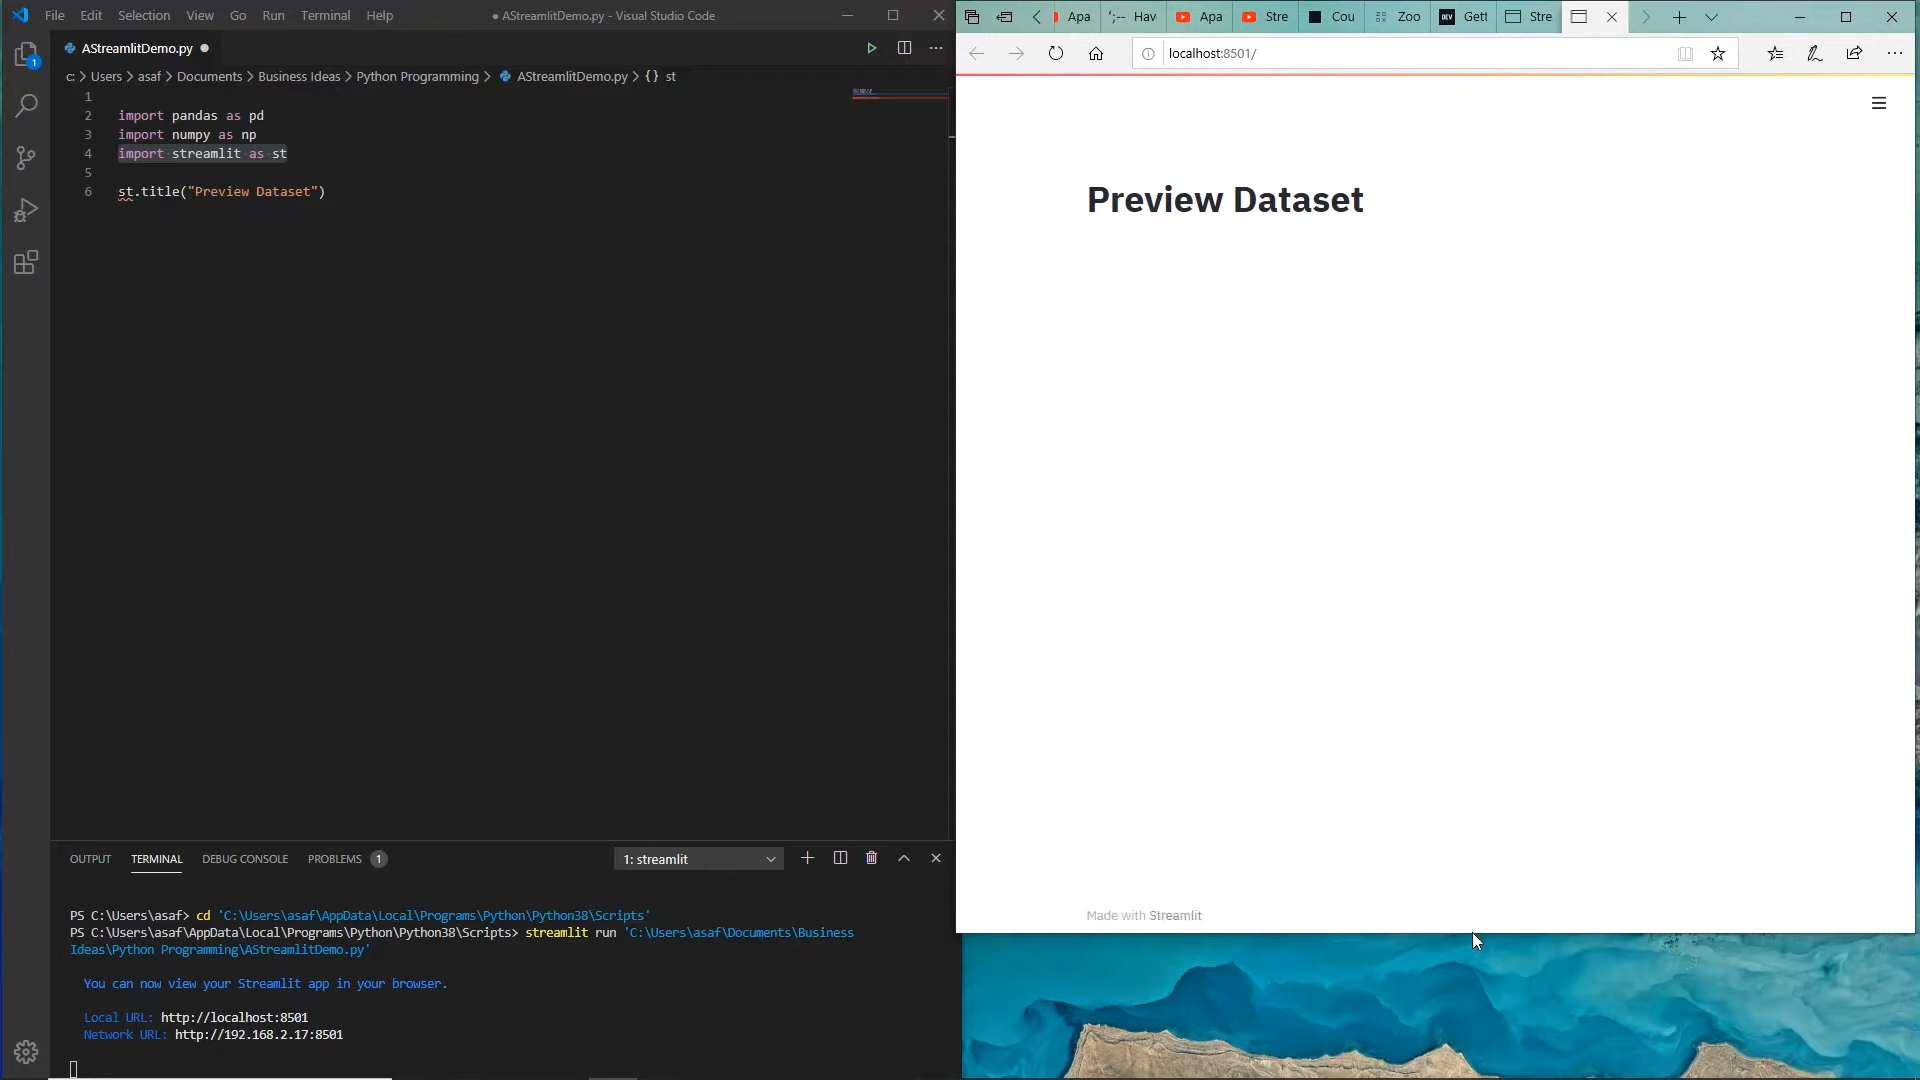 File Edit Selection View Go Run Terminal Help
● AStreamlitDemo.py - Visual Studio Code
AStreamlitDemo.py ●
c: > Users > asaf > Documents > Business Ideas > Python Programming > AStreamlitDemo.py > {} st
1
2 import pandas as pd
3 import numpy as np
4 import streamlit as st
5
6 st.title("Preview Dataset")
1
OUTPUT TERMINAL DEBUG CONSOLE PROBLEMS 1
1: streamlit
PS C:\Users\asaf> cd 'C:\Users\asaf\AppData\Local\Programs\Python\Python38\Scripts'
PS C:\Users\asaf\AppData\Local\Programs\Python\Python38\Scripts> streamlit run 'C:\Users\asaf\Documents\Business
Ideas\Python Programming\AStreamlitDemo.py'
You can now view your Streamlit app in your browser.
Local URL: http://localhost:8501
Network URL: http://192.168.2.17:8501
Apa Hav Apa Stre Cou Zoo DEV Gett Stre
localhost:8501/
Preview Dataset
Made with Streamlit